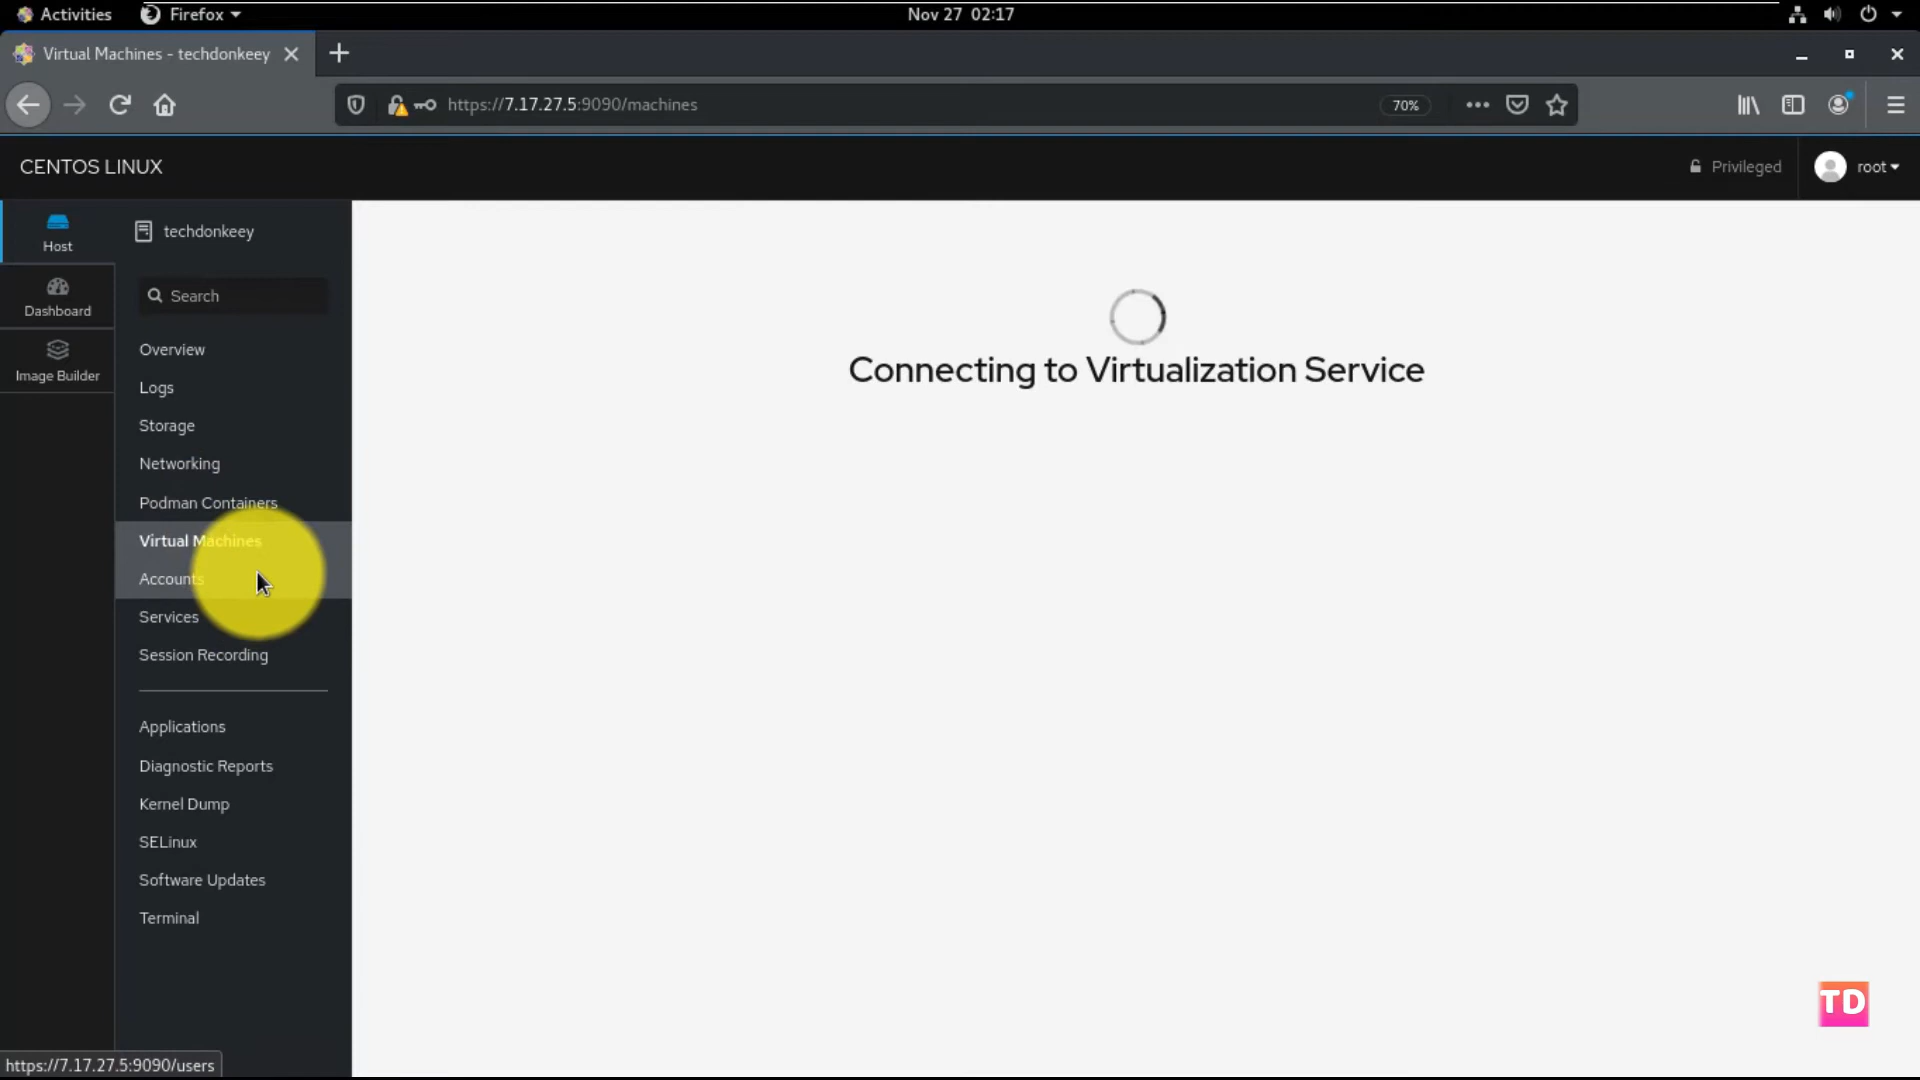 Activities
Firefox
Nov 27 02:17
Virtual Machines - techdonkeey
https://7.17.27.5:9090/machines
70%
CENTOS LINUX
Privileged
root
Host
techdonkeey
Search
Dashboard
Image Builder
Overview
Logs
Storage
Networking
Podman Containers
Virtual Machines
Accounts
Services
Session Recording
Applications
Diagnostic Reports
Kernel Dump
SELinux
Software Updates
Terminal
Connecting to Virtualization Service
TD
https://7.17.27.5:9090/users